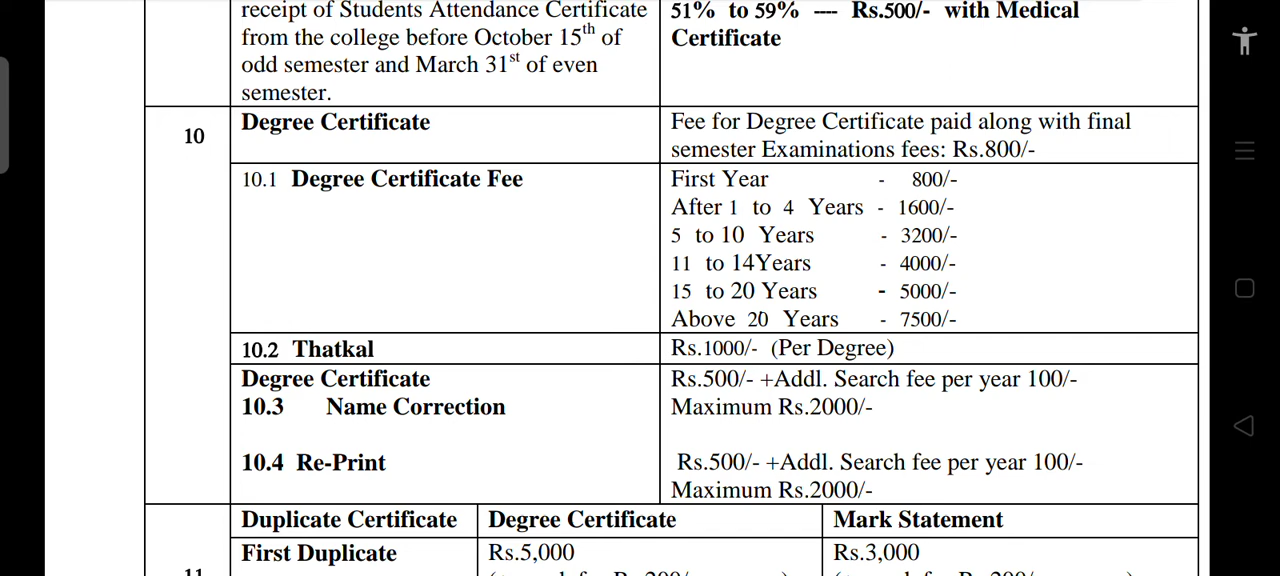 receipt of Students Attendance Certificate
from the college before October 15th of
odd semester and March 31st of even
semester.
51% to 59% ---- Rs.500/- with Medical
Certificate
10
Degree Certificate
Fee for Degree Certificate paid along with final
semester Examinations fees: Rs.800/-
10.1 Degree Certificate Fee
First Year - 800/-
After 1 to 4 Years - 1600/-
5 to 10 Years - 3200/-
11 to 14Years - 4000/-
15 to 20 Years - 5000/-
Above 20 Years - 7500/-
10.2 Thatkal
Rs.1000/- (Per Degree)
Degree Certificate
10.3 Name Correction
Rs.500/- +Addl. Search fee per year 100/-
Maximum Rs.2000/-
10.4 Re-Print
Rs.500/- +Addl. Search fee per year 100/-
Maximum Rs.2000/-
Duplicate Certificate
Degree Certificate
Mark Statement
11
First Duplicate
Rs.5,000
Rs.3,000